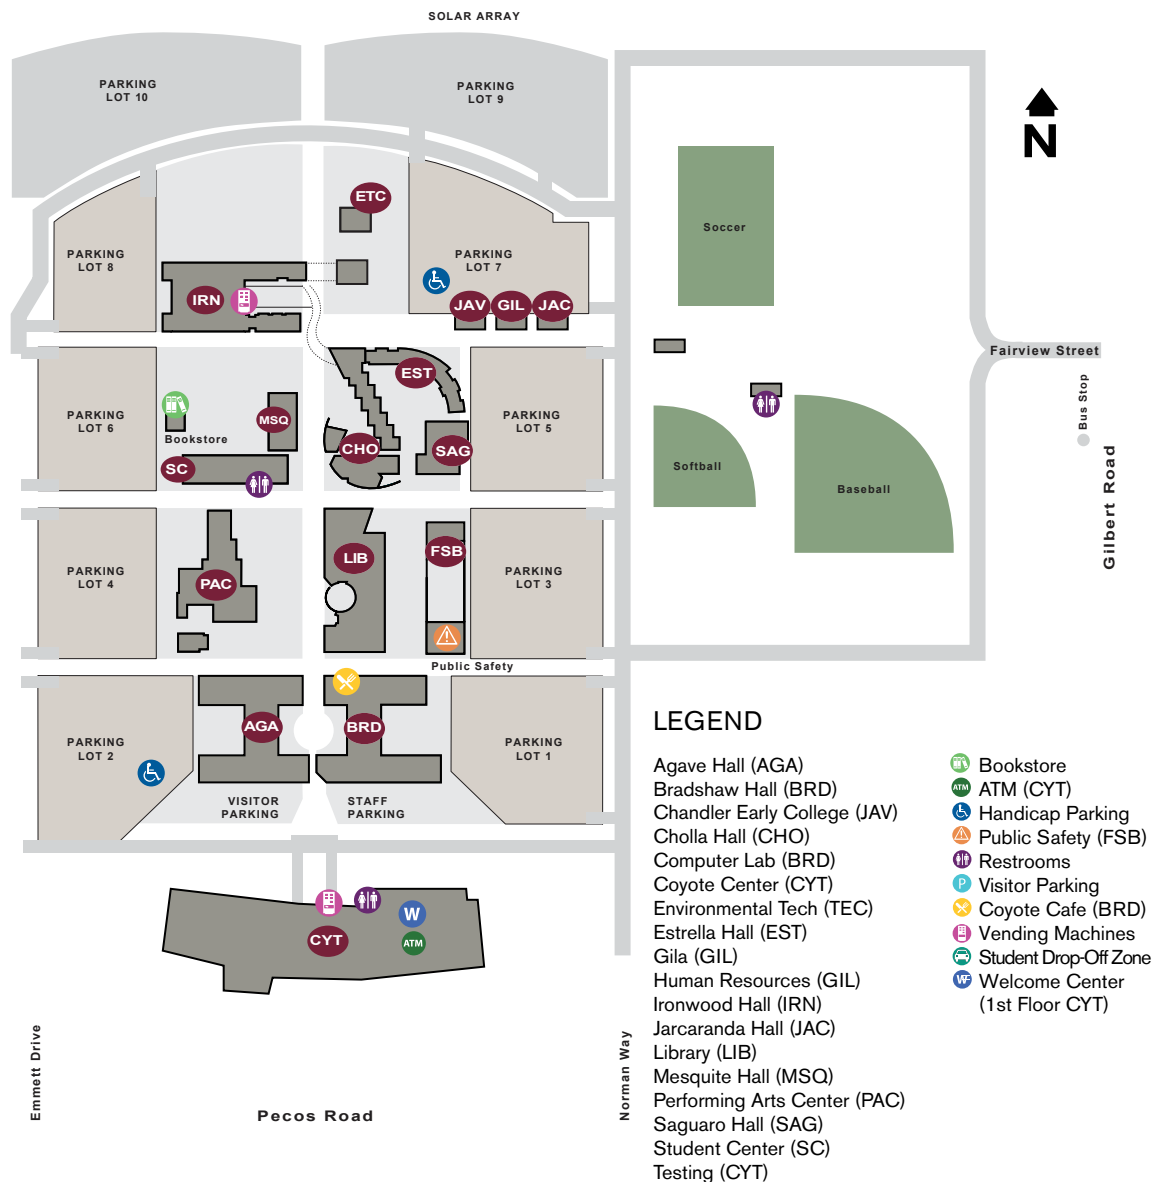 SOLAR ARRAY
PARKING
LOT 10
PARKING
LOT 9
N
ETC
Soccer
PARKING
LOT 8
PARKING
LOT 7
IRN
JAV
GIL
JAC
Fairview Street
EST
Bus Stop
PARKING
LOT 6
Bookstore
MSQ
CHO
SAG
PARKING
LOT 5
SC
Softball
Baseball
Gilbert Road
PARKING
LOT 4
PAC
LIB
FSB
PARKING
LOT 3
Public Safety
PARKING
LOT 2
AGA
BRD
PARKING
LOT 1
VISITOR
PARKING
STAFF
PARKING
CYT
W
ATM
Emmett Drive
Pecos Road
Norman Way
LEGEND
Agave Hall (AGA)
Bradshaw Hall (BRD)
Chandler Early College (JAV)
Cholla Hall (CHO)
Computer Lab (BRD)
Coyote Center (CYT)
Environmental Tech (TEC)
Estrella Hall (EST)
Gila (GIL)
Human Resources (GIL)
Ironwood Hall (IRN)
Jarcaranda Hall (JAC)
Library (LIB)
Mesquite Hall (MSQ)
Performing Arts Center (PAC)
Saguaro Hall (SAG)
Student Center (SC)
Testing (CYT)
Bookstore
ATM ATM (CYT)
Handicap Parking
Public Safety (FSB)
Restrooms
P Visitor Parking
Coyote Cafe (BRD)
Vending Machines
Student Drop-Off Zone
Welcome Center
(1st Floor CYT)